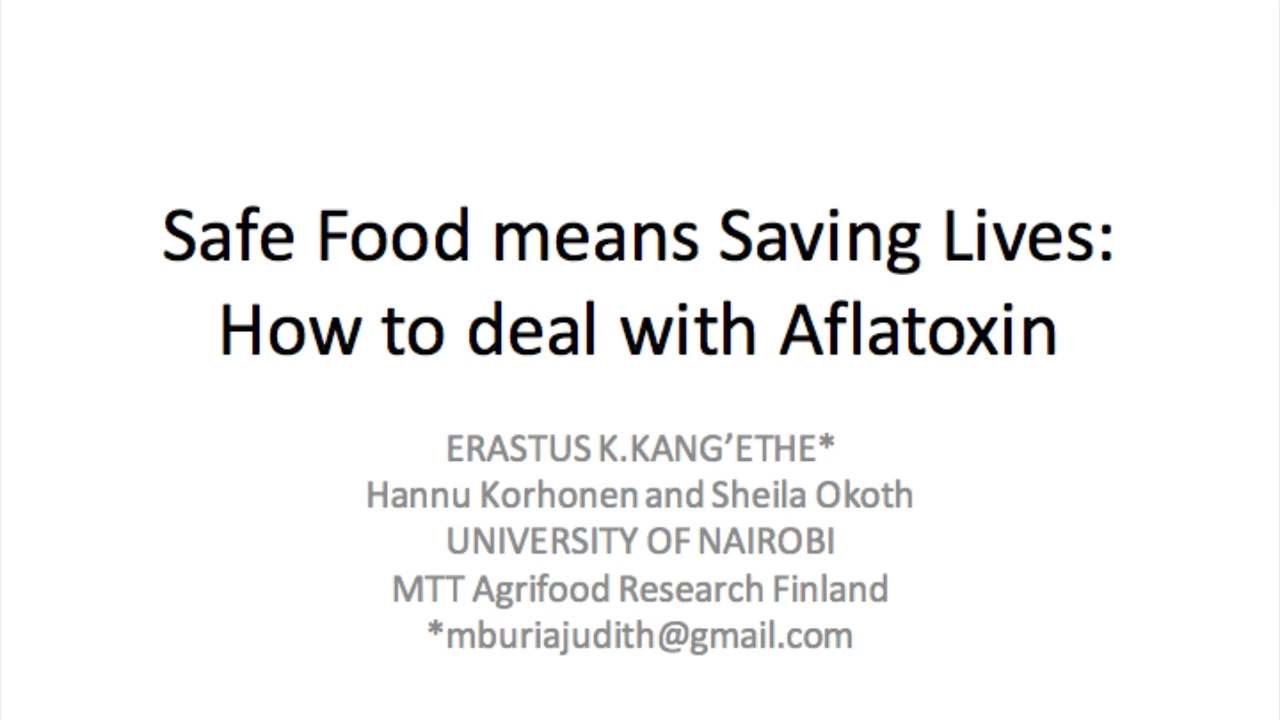 Safe Food means Saving Lives:
How to deal with Aflatoxin
ERASTUS K.KANG’ETHE*
Hannu Korhonen and Sheila Okoth
UNIVERSITY OF NAIROBI
MTT Agrifood Research Finland
*mburiajudith@gmail.com